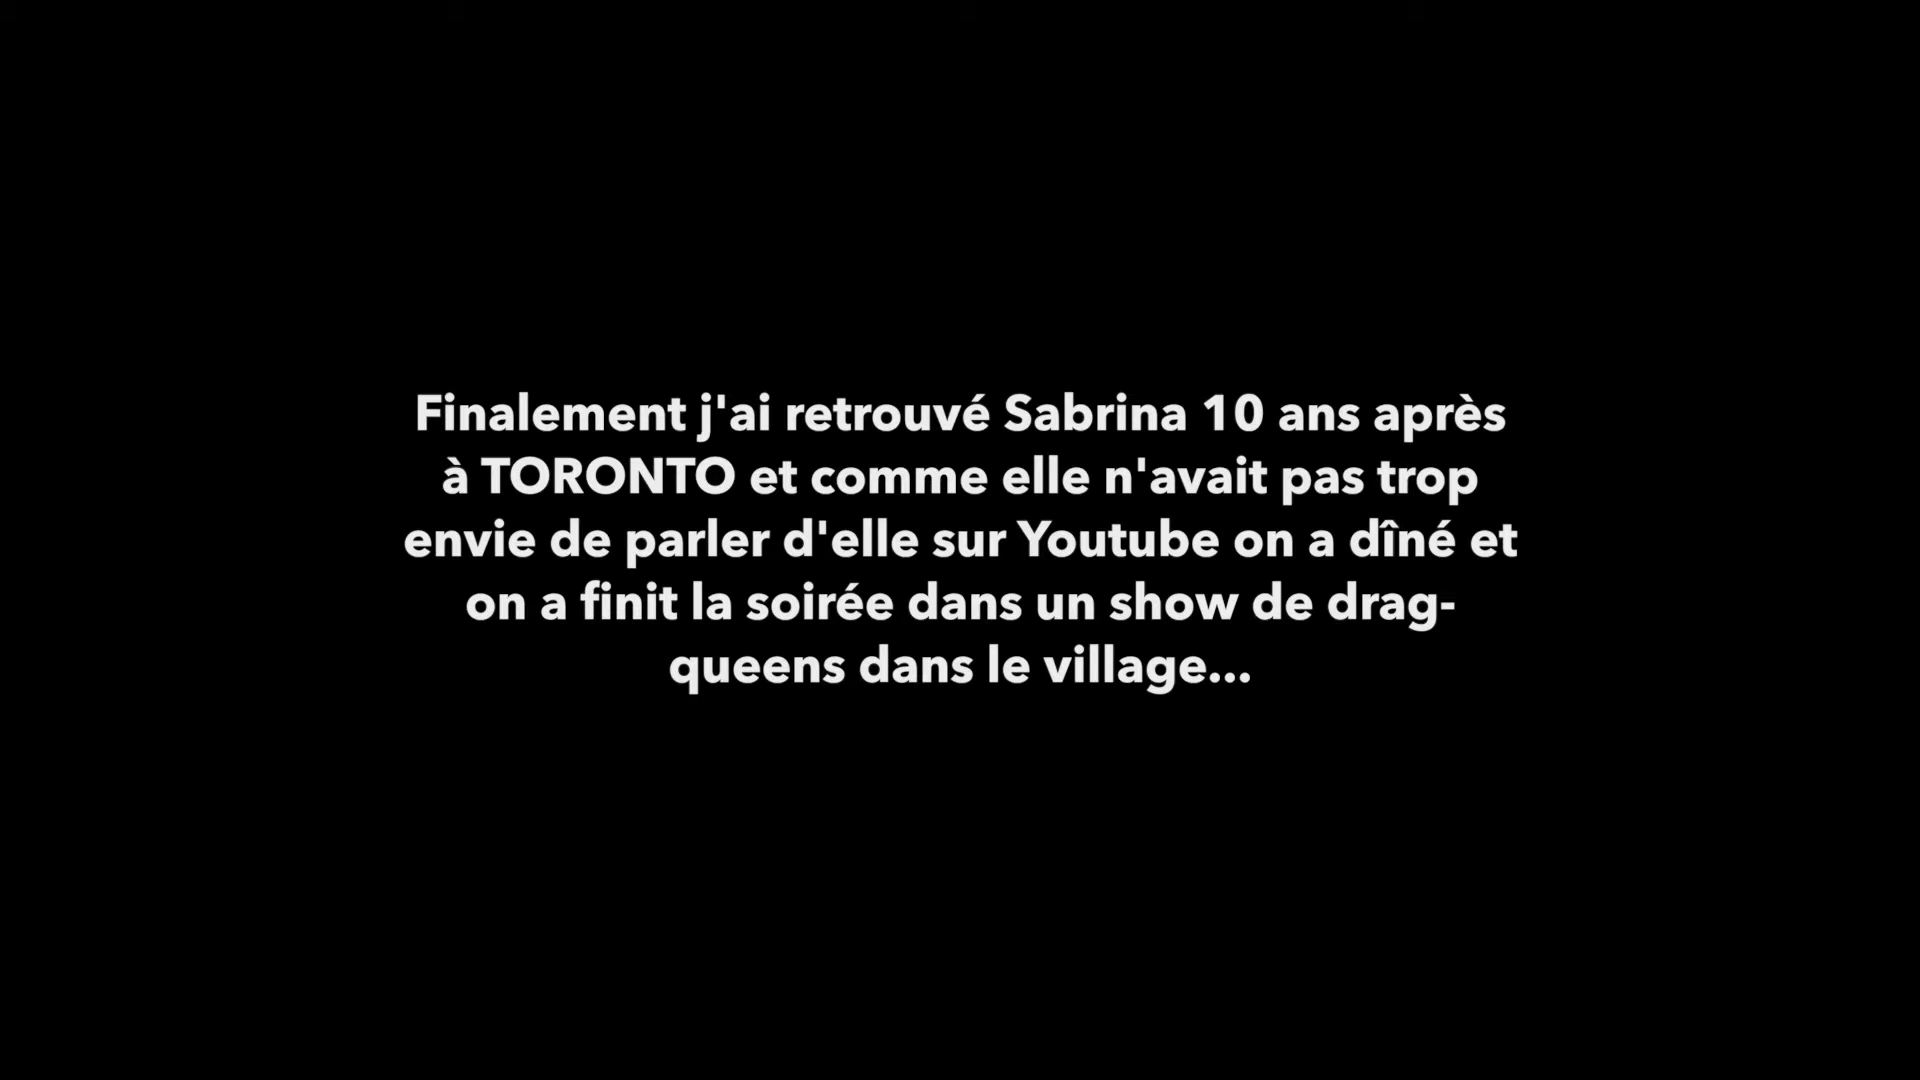 Finalement j'ai retrouvé Sabrina 10 ans après
à TORONTO et comme elle n'avait pas trop
envie de parler d'elle sur Youtube on a dîné et
on a finit la soirée dans un show de drag-
queens dans le village...